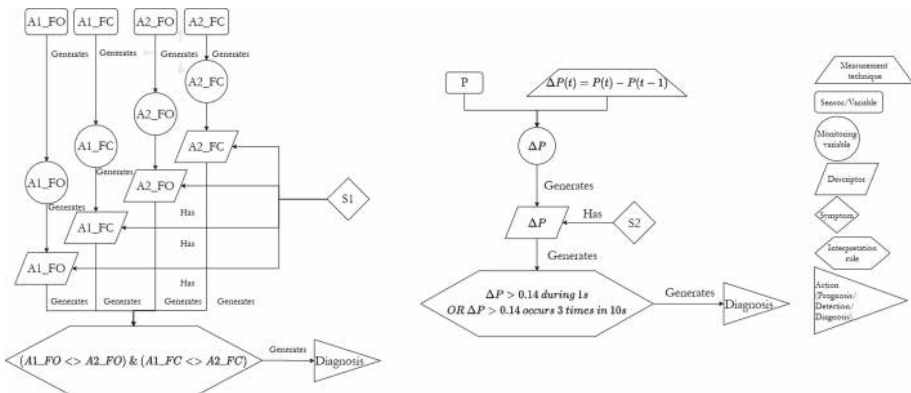 A1_FO
A1_FC
A2_FO
A2_FC
Generates
Generates
Generates
Generates
A2_FC
A2_FO
A1_FC
A2_FC
Generates
A1_FO
A2_FO
S1
Generates
Has
A1_FC
Has
A1_FO
Has
Generates
Generates
Generates
Generates
(A1_FO <> A2_FO) & (A1_FC <> A2_FC)
Generates
Diagnosis
P
ΔP(t) = P(t) − P(t−1)
ΔP
Generates
ΔP
Has
S2
Generates
ΔP > 0.14 during 1s
OR ΔP > 0.14 occurs 3 times in 10s
Generates
Diagnosis
Measurement
technique
Sensor/Variable
Monitoring
variable
Descriptor
Symptom
Interpretation
rule
Action
(Prognosis/
Detection/
Diagnosis)